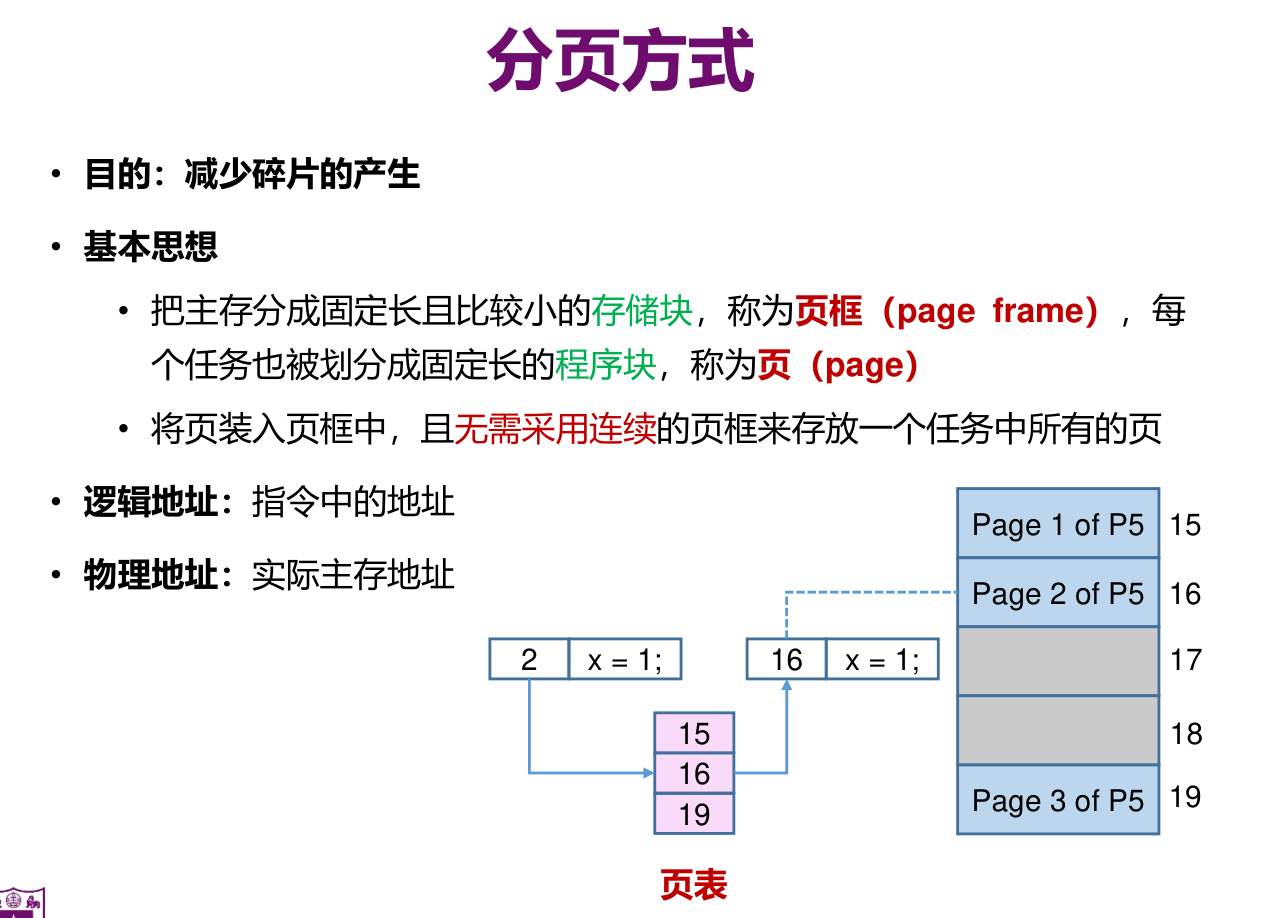 分页方式
• 目的：减少碎片的产生
• 基本思想
• 把主存分成固定长且比较小的存储块，称为页框（page frame），每
个任务也被划分成固定长的程序块，称为页（page）
• 将页装入页框中，且无需采用连续的页框来存放一个任务中所有的页
• 逻辑地址：指令中的地址
• 物理地址：实际主存地址
Page 1 of P5 15
Page 2 of P5 16
17
18
Page 3 of P5 19
2 x = 1;
16 x = 1;
15
16
19
页表